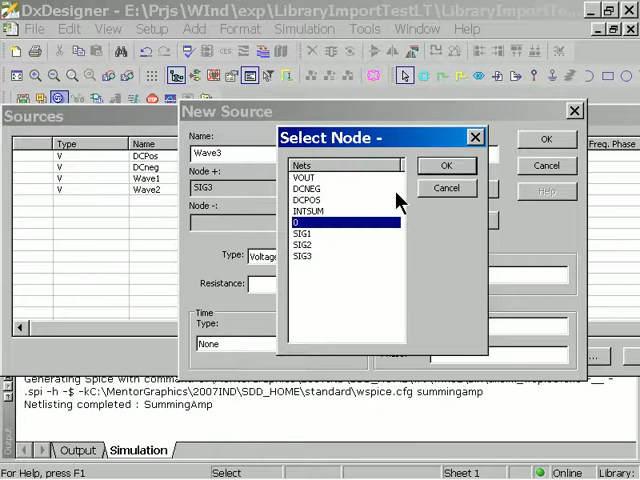 DxDesigner - E:\Prjs\WInd\exp\LibraryImportTestLT\LibraryImportTest
File Edit View Setup Add Format Simulation Tools Window Help
Sources
New Source
Select Node -
Type Name
V DCPos
V DCneg
V Wave1
V Wave2
Freq. Phase
Name:
Wave3
Node +:
SIG3
Node -:
Type: Voltage
Resistance:
Time
Type:
None
OK
Cancel
Help
Nets
VOUT
DCNEG
DCPOS
INTSUM
0
SIG1
SIG2
SIG3
OK
Cancel
Generating Spice with command
.spi -h -$ -kC:\MentorGraphics\2007IND\SDD_HOME\standard\wspice.cfg summingamp
Netlisting completed : SummingAmp
Output
Output Simulation
For Help, press F1 Select Sheet 1 Online Library: